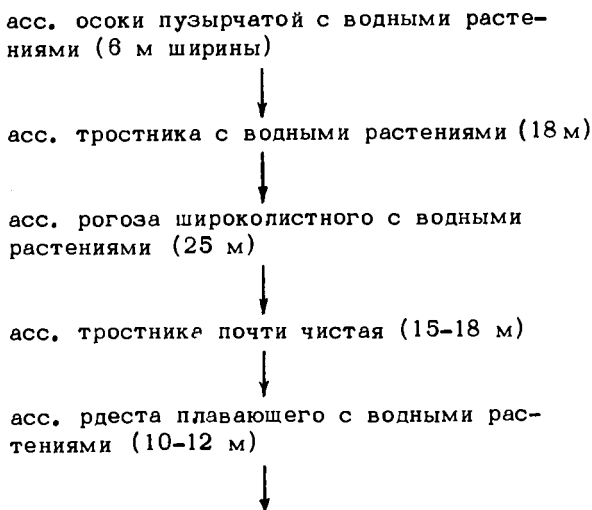 асс. осоки пузырчатой с водными расте-
ниями (6 м ширины)
асс. тростника с водными растениями (18 м)
асс. рогоза широколистного с водными
растениями (25 м)
асс. тростника почти чистая (15-18 м)
асс. рдеста плавающего с водными рас-
тениями (10-12 м)